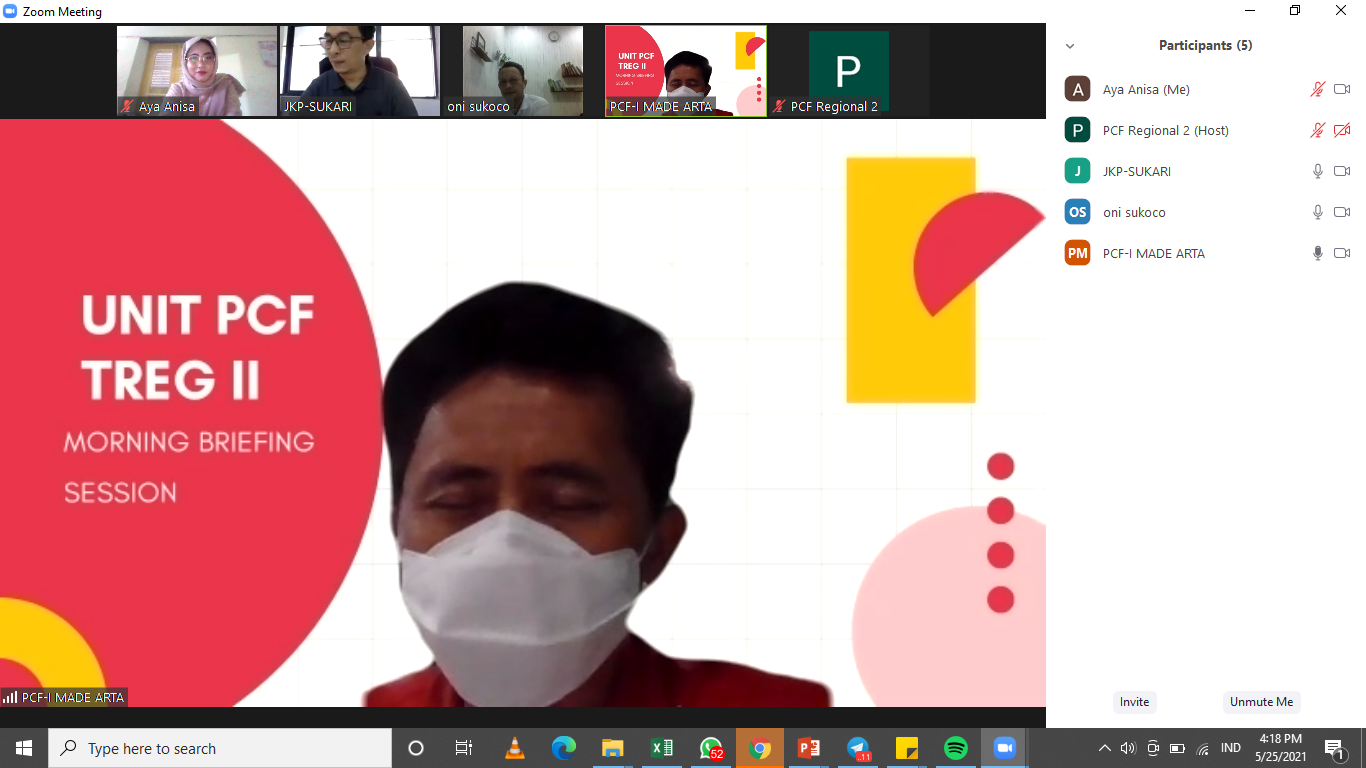 Zoom Meeting
Aya Anisa
JKP-SUKARI
oni sukoco
UNIT PCF
TREG II
MORNING BRIEFING
SESSION
PCF-I MADE ARTA
P
PCF Regional 2
UNIT PCF
TREG II
MORNING BRIEFING
SESSION
PCF-I MADE ARTA
Participants (5)
A Aya Anisa (Me)
P PCF Regional 2 (Host)
J JKP-SUKARI
OS oni sukoco
PM PCF-I MADE ARTA
Invite Unmute Me
Type here to search
52
11
IND
4:18 PM
5/25/2021
1